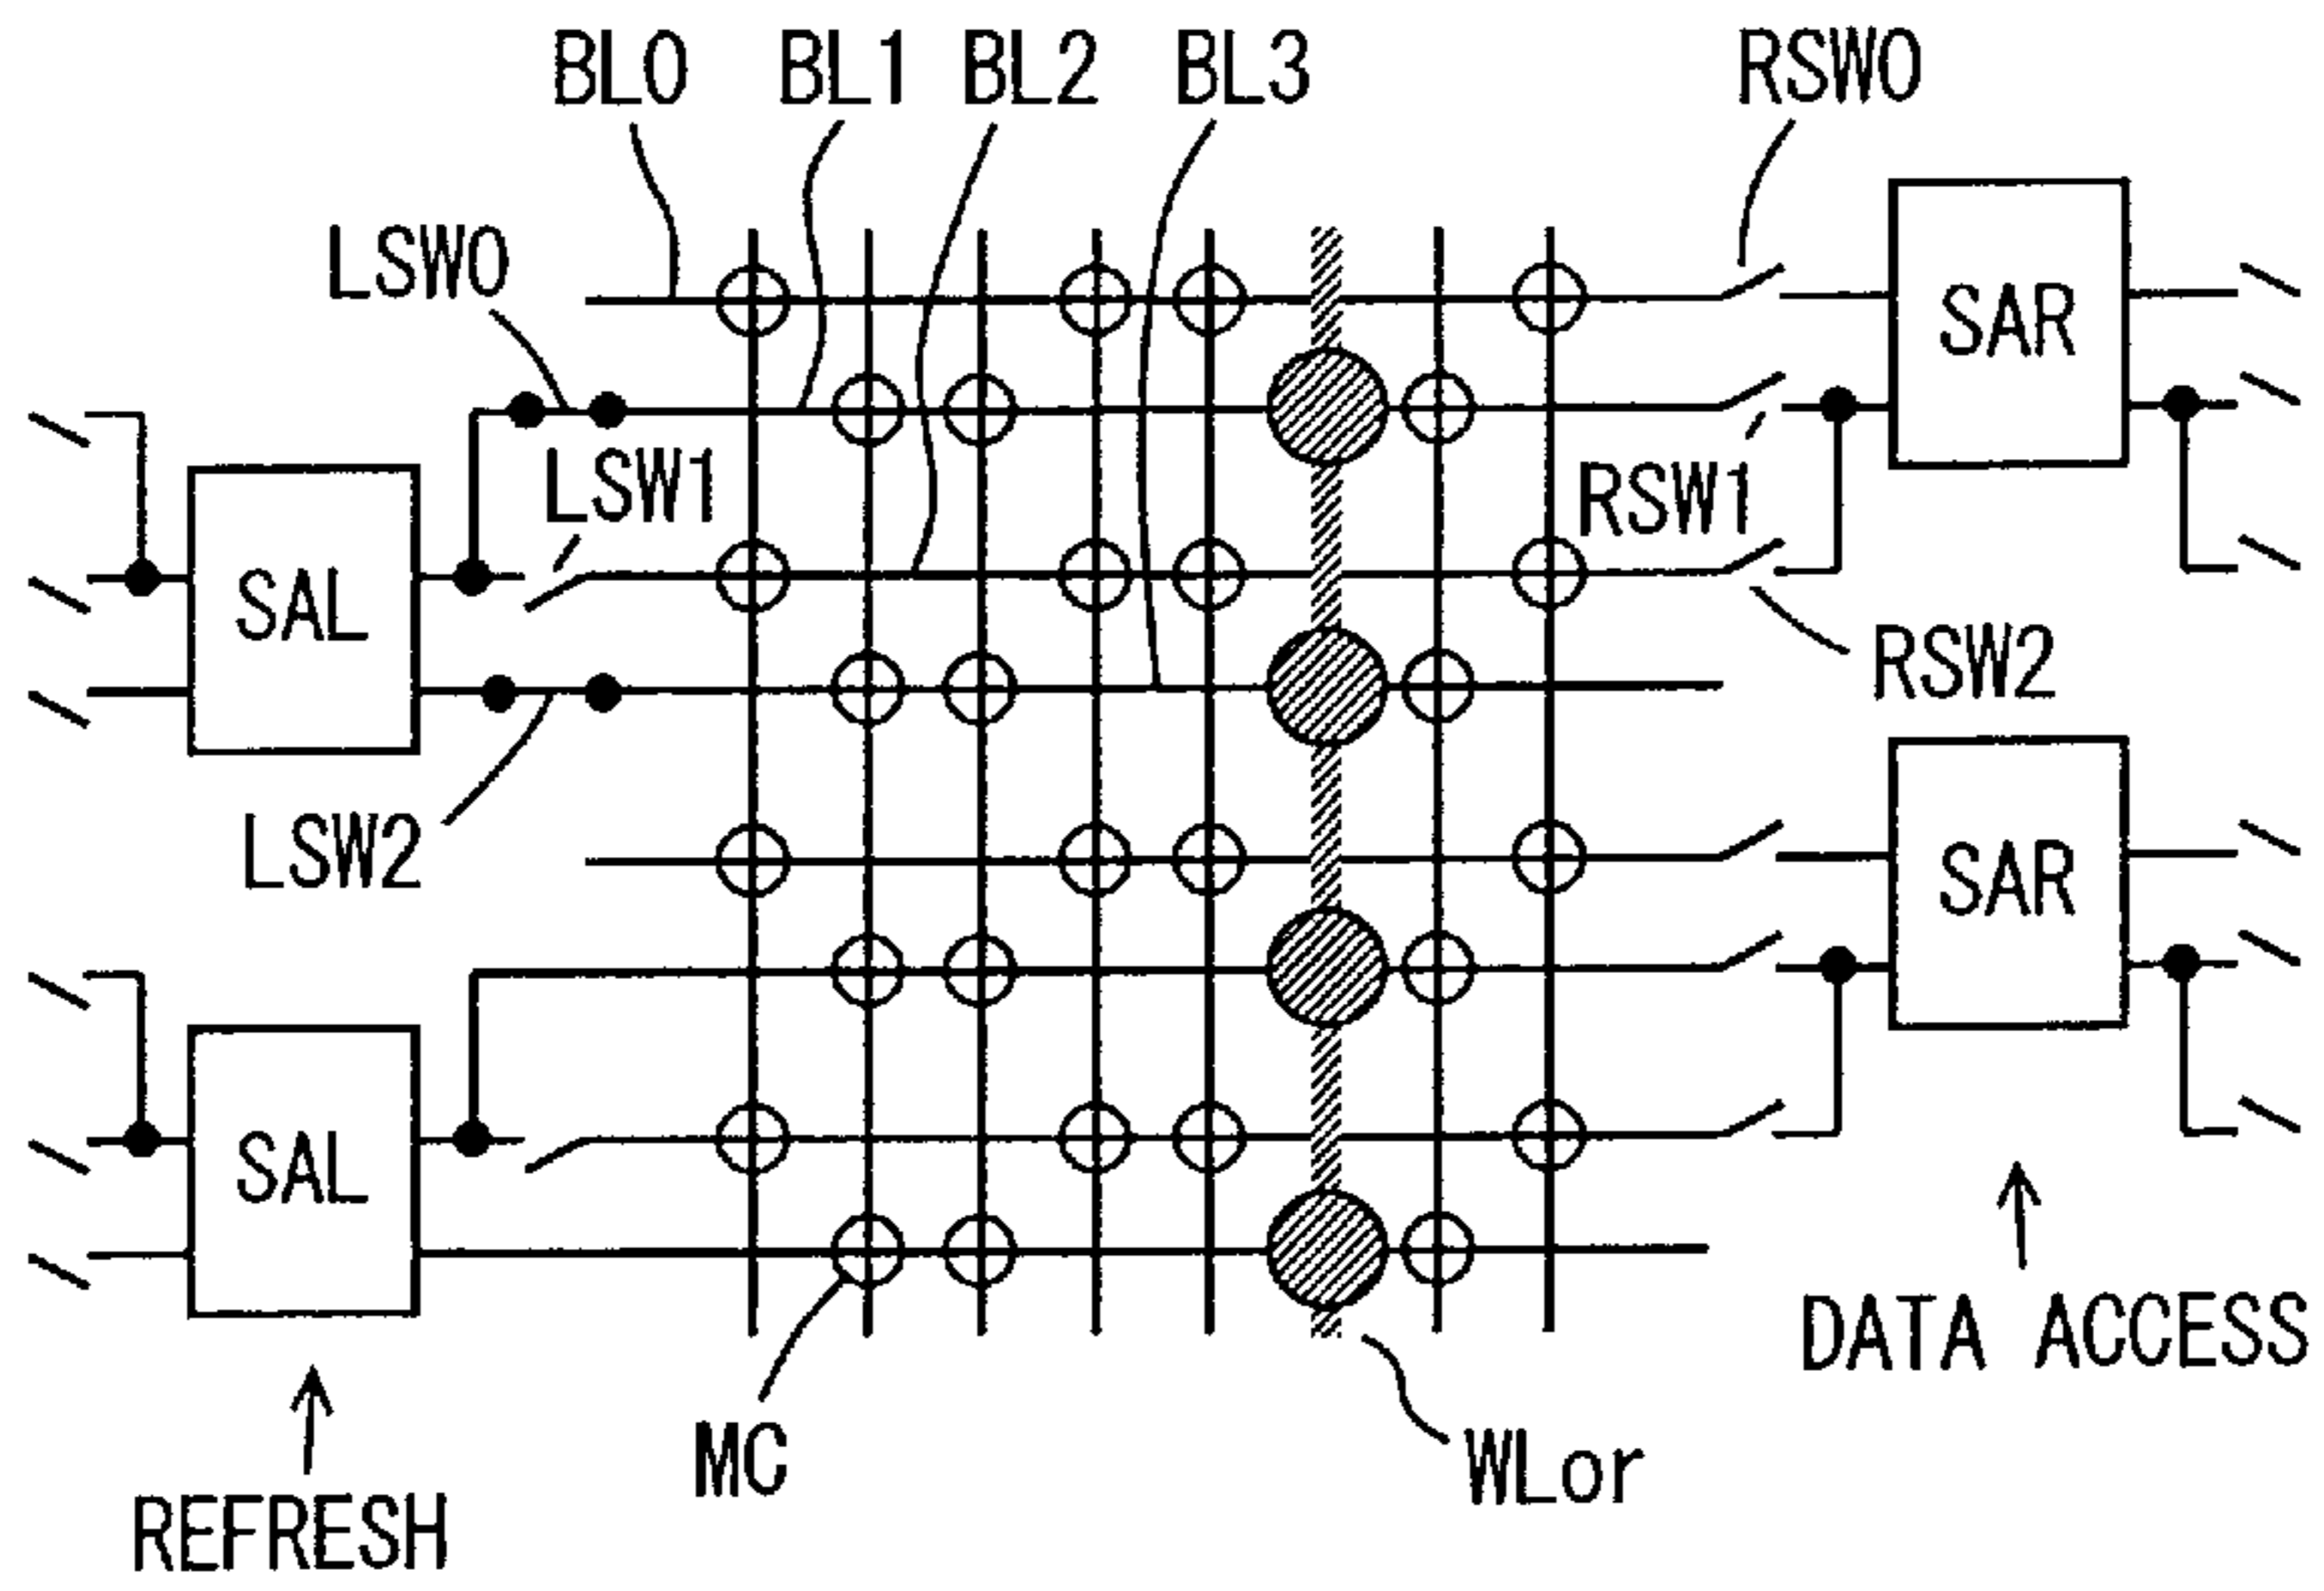 BL0 BL1 BL2 BL3 RSW0
LSW0
SAR
LSW1
RSW1
SAL
RSW2
LSW2
SAR
SAL
DATA ACCESS
MC
WLor
REFRESH